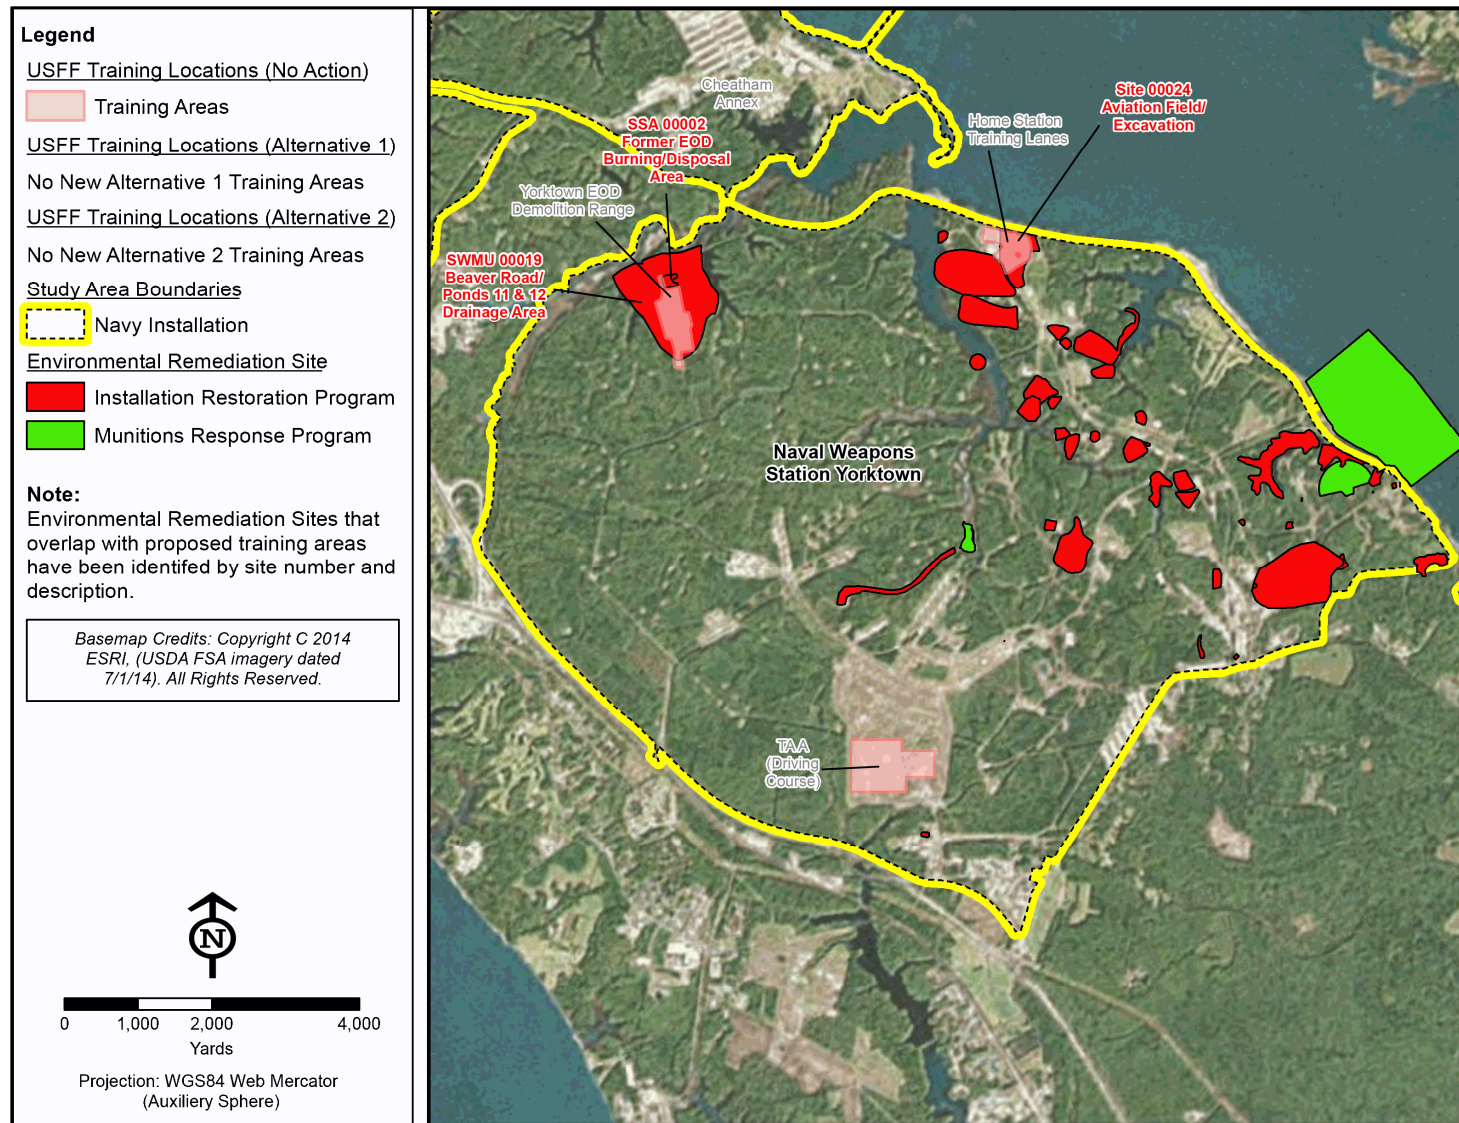 Legend
USFF Training Locations (No Action)
Training Areas
USFF Training Locations (Alternative 1)
No New Alternative 1 Training Areas
USFF Training Locations (Alternative 2)
No New Alternative 2 Training Areas
Study Area Boundaries
Navy Installation
Environmental Remediation Site
Installation Restoration Program
Munitions Response Program
Note:
Environmental Remediation Sites that
overlap with proposed training areas
have been identifed by site number and
description.
Basemap Credits: Copyright C 2014
ESRI, (USDA FSA imagery dated
7/1/14). All Rights Reserved.
N
0 1,000 2,000 4,000
Yards
Projection: WGS84 Web Mercator
(Auxiliery Sphere)
Cheatham
Annex
SSA 00002
Former EOD
Burning/Disposal
Area
Yorktown EOD
Demolition Range
SWMU 00019
Beaver Road/
Ponds 11 & 12
Drainage Area
Home Station
Training Lanes
Site 00024
Aviation Field/
Excavation
Naval Weapons
Station Yorktown
TA A
(Driving
Course)